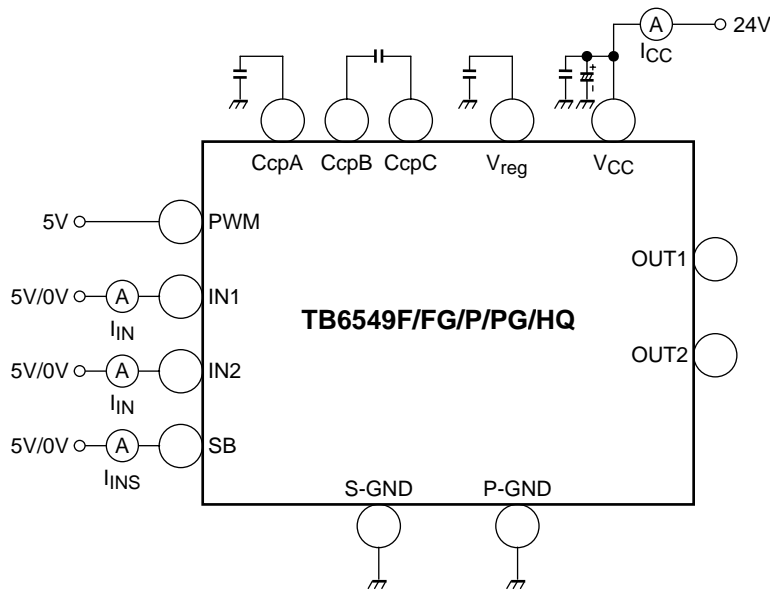 A
24V
ICC
+
-
CcpA CcpB CcpC Vreg VCC
5V PWM
OUT1
5V/0V A IN1
IIN
TB6549F/FG/P/PG/HQ
OUT2
5V/0V A IN2
IIN
5V/0V A SB
IINS
S-GND P-GND